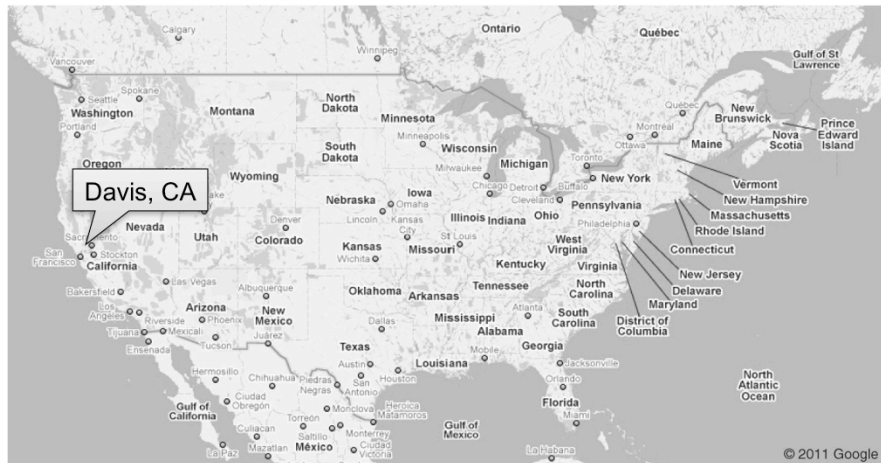 Calgary
Ontario
Québec
Winnipeg
Gulf of St
Lawrence
Vancouver
Spokane
Seattle
Washington
Montana
North
Dakota
Minnesota
Québec
New
Brunswick
Prince
Edward
Island
Portland
Minneapolis
Ottawa
Montréal
Maine
Nova
Scotia
Oregon
South
Dakota
Wisconsin
Michigan
Toronto
Milwaukee
Wyoming
Chicago
Detroit
Buffalo
New York
Vermont
Davis, CA
Nebraska
Iowa
Omaha
Cleveland
New Hampshire
Lincoln
Illinois
Indiana
Ohio
Pennsylvania
Massachusetts
Rhode Island
Nevada
Utah
Denver
Colorado
Kansas
City
Philadelphia
Connecticut
Sacramento
San
Francisco
Stockton
California
Kansas
Wichita
Missouri
St Louis
West
Virginia
Virginia
New Jersey
Delaware
Maryland
District of
Columbia
Kentucky
Las Vegas
Bakersfield
Albuquerque
Oklahoma
Arkansas
Tennessee
North
Carolina
Los
Angeles
Riverside
Arizona
Phoenix
New
Mexico
Mississippi
Atlanta
South
Carolina
Alabama
Georgia
Tijuana
Mexicali
Tucson
Ensenada
Juárez
Dallas
Texas
Louisiana
Mobile
Jacksonville
Austin
San
Antonio
Houston
Orlando
Florida
Miami
North
Atlantic
Ocean
Hermosillo
Chihuahua
Piedras
Negras
Gulf of
California
Ciudad
Obregón
Monclova
Heroica
Matamoros
Torreón
Culiacan
Saltillo
Monterrey
Gulf of
Mexico
La Paz
Mazatlan
México
Ciudad
Victoria
La Habana
© 2011 Google